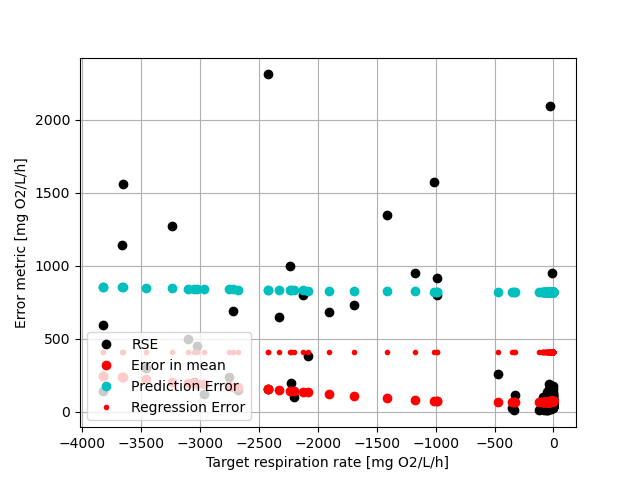 2000
1500
1000
500
0
Error metric [mg O2/L/h]
RSE
Error in mean
Prediction Error
Regression Error
−4000 −3500 −3000 −2500 −2000 −1500 −1000 −500 0
Target respiration rate [mg O2/L/h]